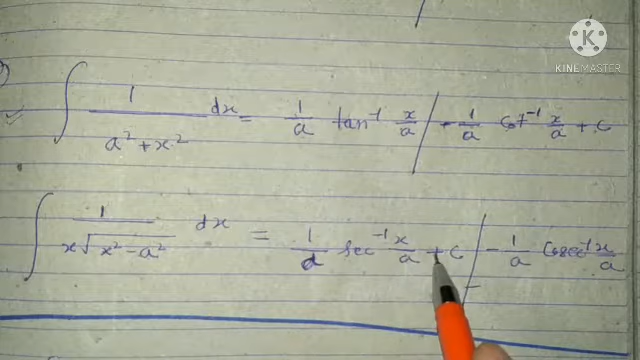 K
KINEMASTER
∫ 1/(a²+x²) dx = 1/a tan⁻¹ x/a / - 1/a Cot⁻¹ x/a + c
∫ 1/(x√(x²-a²)) dx = 1/a sec⁻¹ x/a + c / - 1/a Cosec⁻¹ x/a